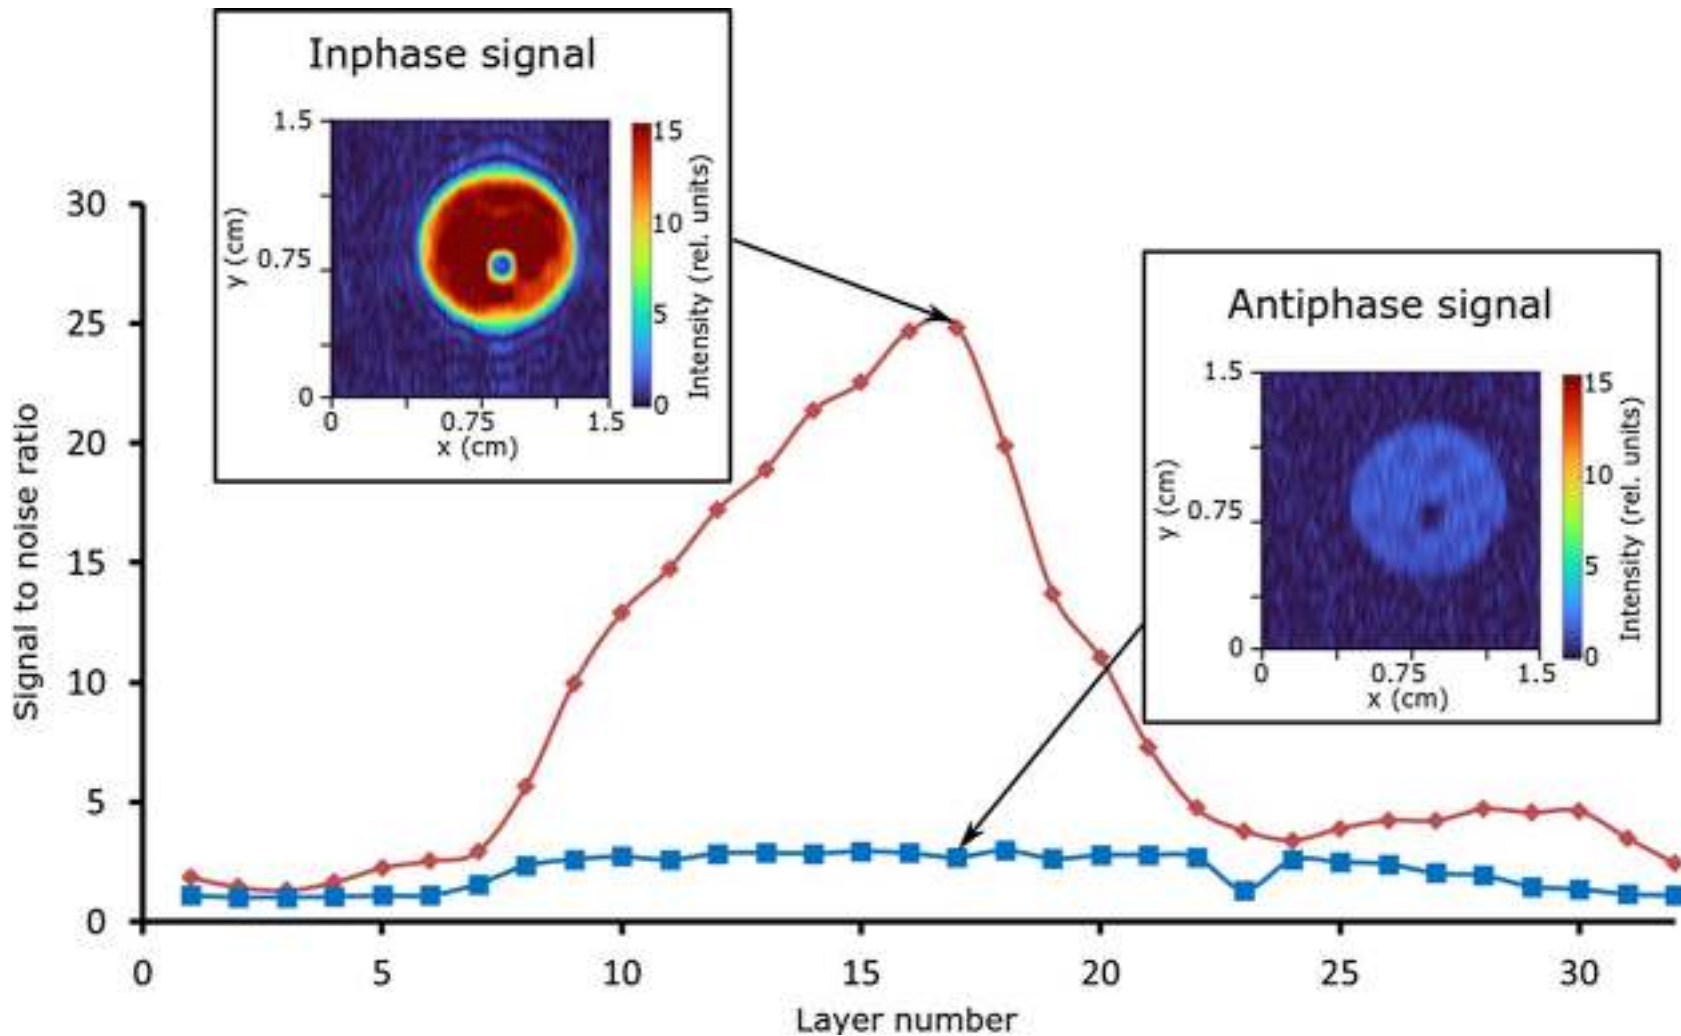 Inphase signal
1.5
0.75
0
y (cm)
0 0.75 1.5
x (cm)
15
10
5
0
Intensity (rel. units)
Antiphase signal
1.5
0.75
0
y (cm)
0 0.75 1.5
x (cm)
15
10
5
0
Intensity (rel. units)
Signal to noise ratio
30
25
20
15
10
5
0
0 5 10 15 20 25 30
Layer number